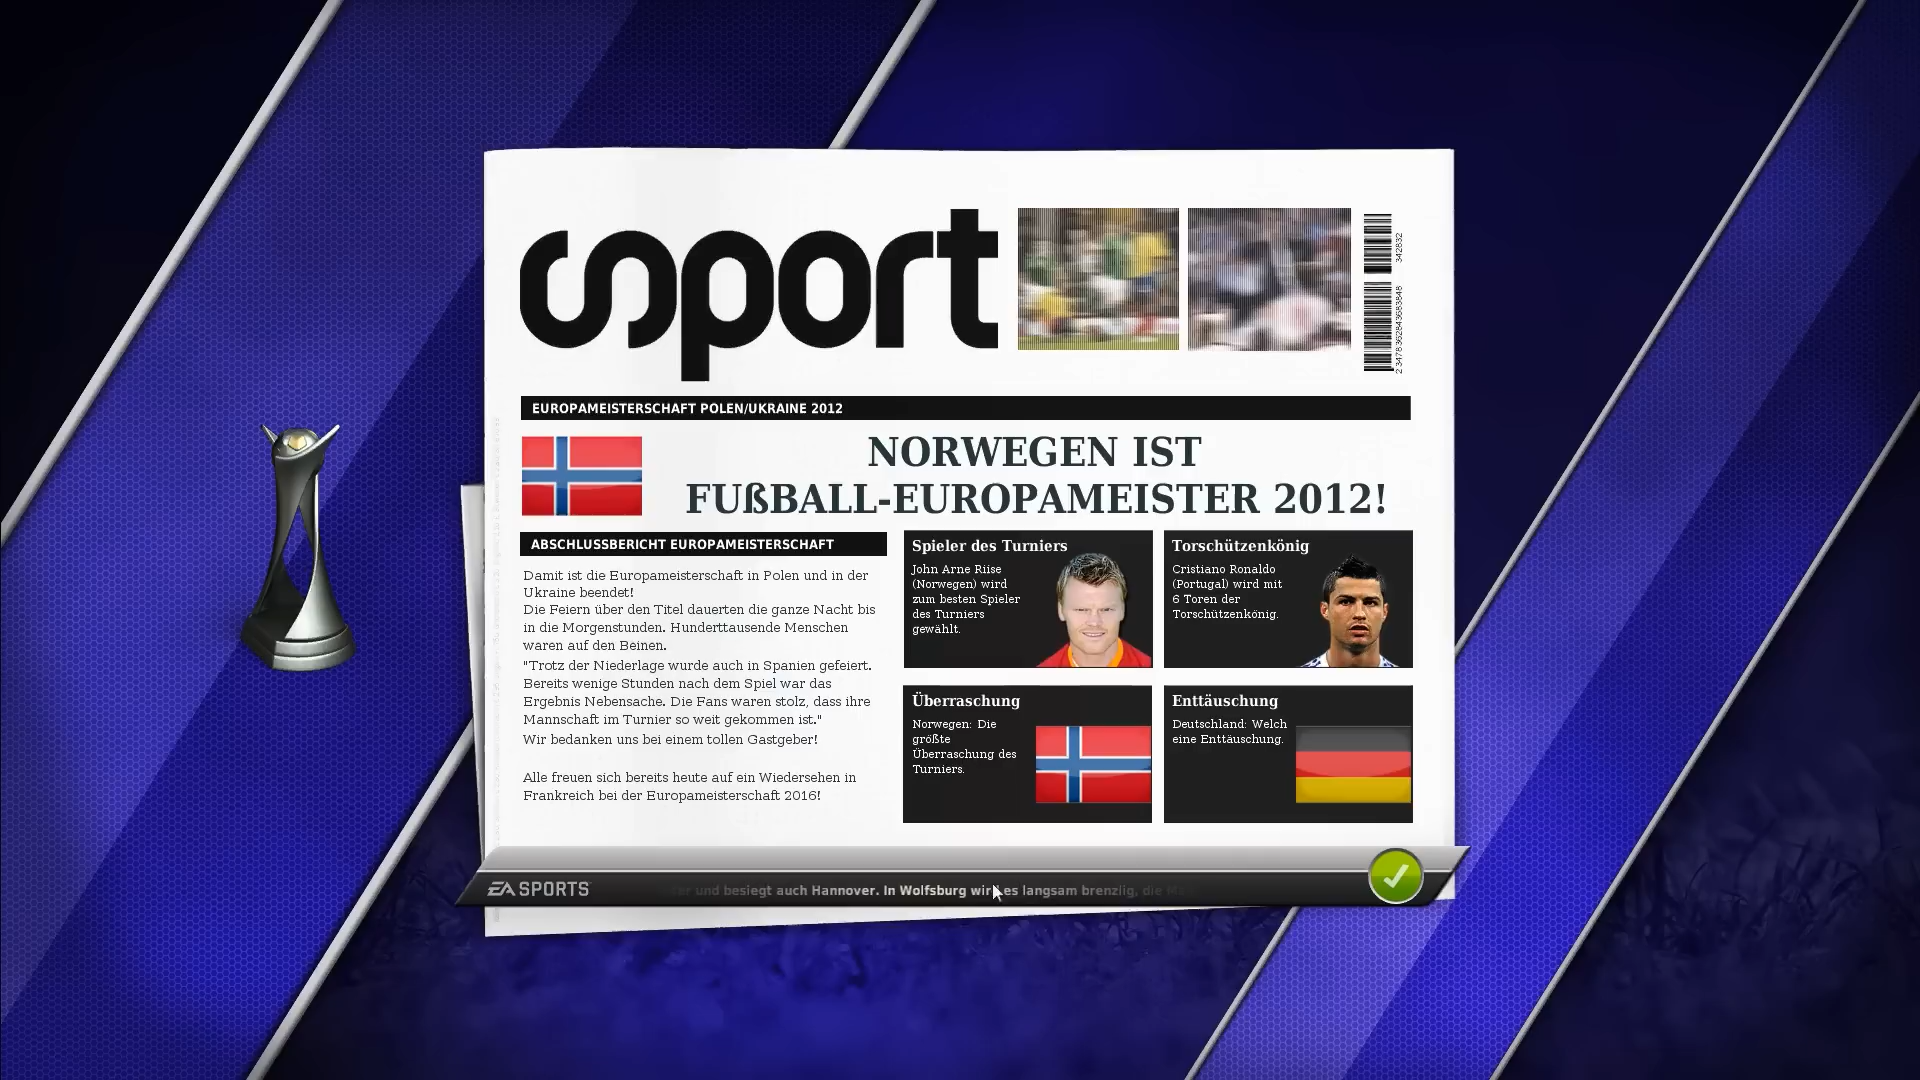 sport
342832
2 34783628436838​48
EUROPAMEISTERSCHAFT POLEN/UKRAINE 2012
NORWEGEN IST
FUßBALL-EUROPAMEISTER 2012!
ABSCHLUSSBERICHT EUROPAMEISTERSCHAFT
Damit ist die Europameisterschaft in Polen und in der
Ukraine beendet!
Die Feiern über den Titel dauerten die ganze Nacht bis
in die Morgenstunden. Hunderttausende Menschen
waren auf den Beinen.
"Trotz der Niederlage wurde auch in Spanien gefeiert.
Bereits wenige Stunden nach dem Spiel war das
Ergebnis Nebensache. Die Fans waren stolz, dass ihre
Mannschaft im Turnier so weit gekommen ist."
Wir bedanken uns bei einem tollen Gastgeber!
Alle freuen sich bereits heute auf ein Wiedersehen in
Frankreich bei der Europameisterschaft 2016!
Spieler des Turniers
John Arne Riise
(Norwegen) wird
zum besten Spieler
des Turniers
gewählt.
Torschützenkönig
Cristiano Ronaldo
(Portugal) wird mit
6 Toren der
Torschützenkönig.
Überraschung
Norwegen: Die
größte
Überraschung des
Turniers.
Enttäuschung
Deutschland: Welch
eine Enttäuschung.
EA SPORTS
und besiegt auch Hannover. In Wolfsburg wird es langsam brenzlig, die